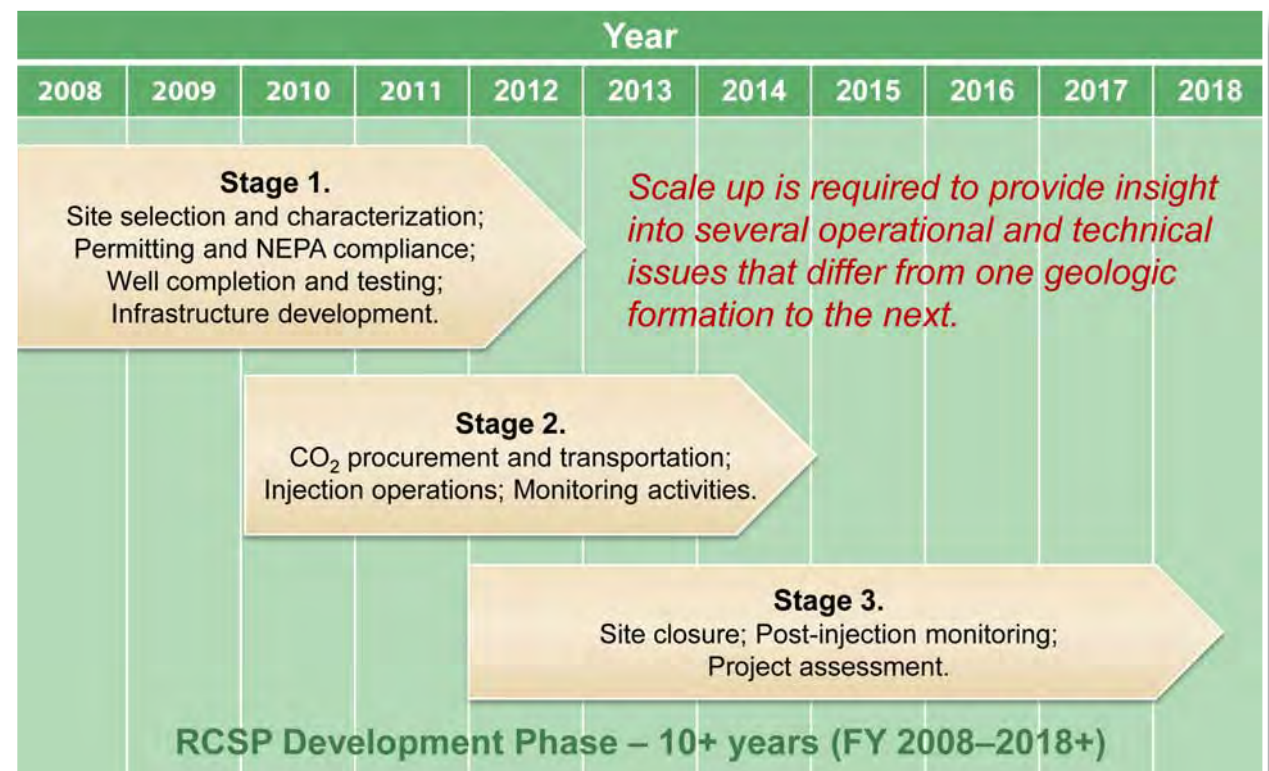 Year
2008 2009 2010 2011 2012 2013 2014 2015 2016 2017 2018
Stage 1.
Site selection and characterization;
Permitting and NEPA compliance;
Well completion and testing;
Infrastructure development.
Scale up is required to provide insight
into several operational and technical
issues that differ from one geologic
formation to the next.
Stage 2.
CO₂ procurement and transportation;
Injection operations; Monitoring activities.
Stage 3.
Site closure; Post-injection monitoring;
Project assessment.
RCSP Development Phase – 10+ years (FY 2008–2018+)